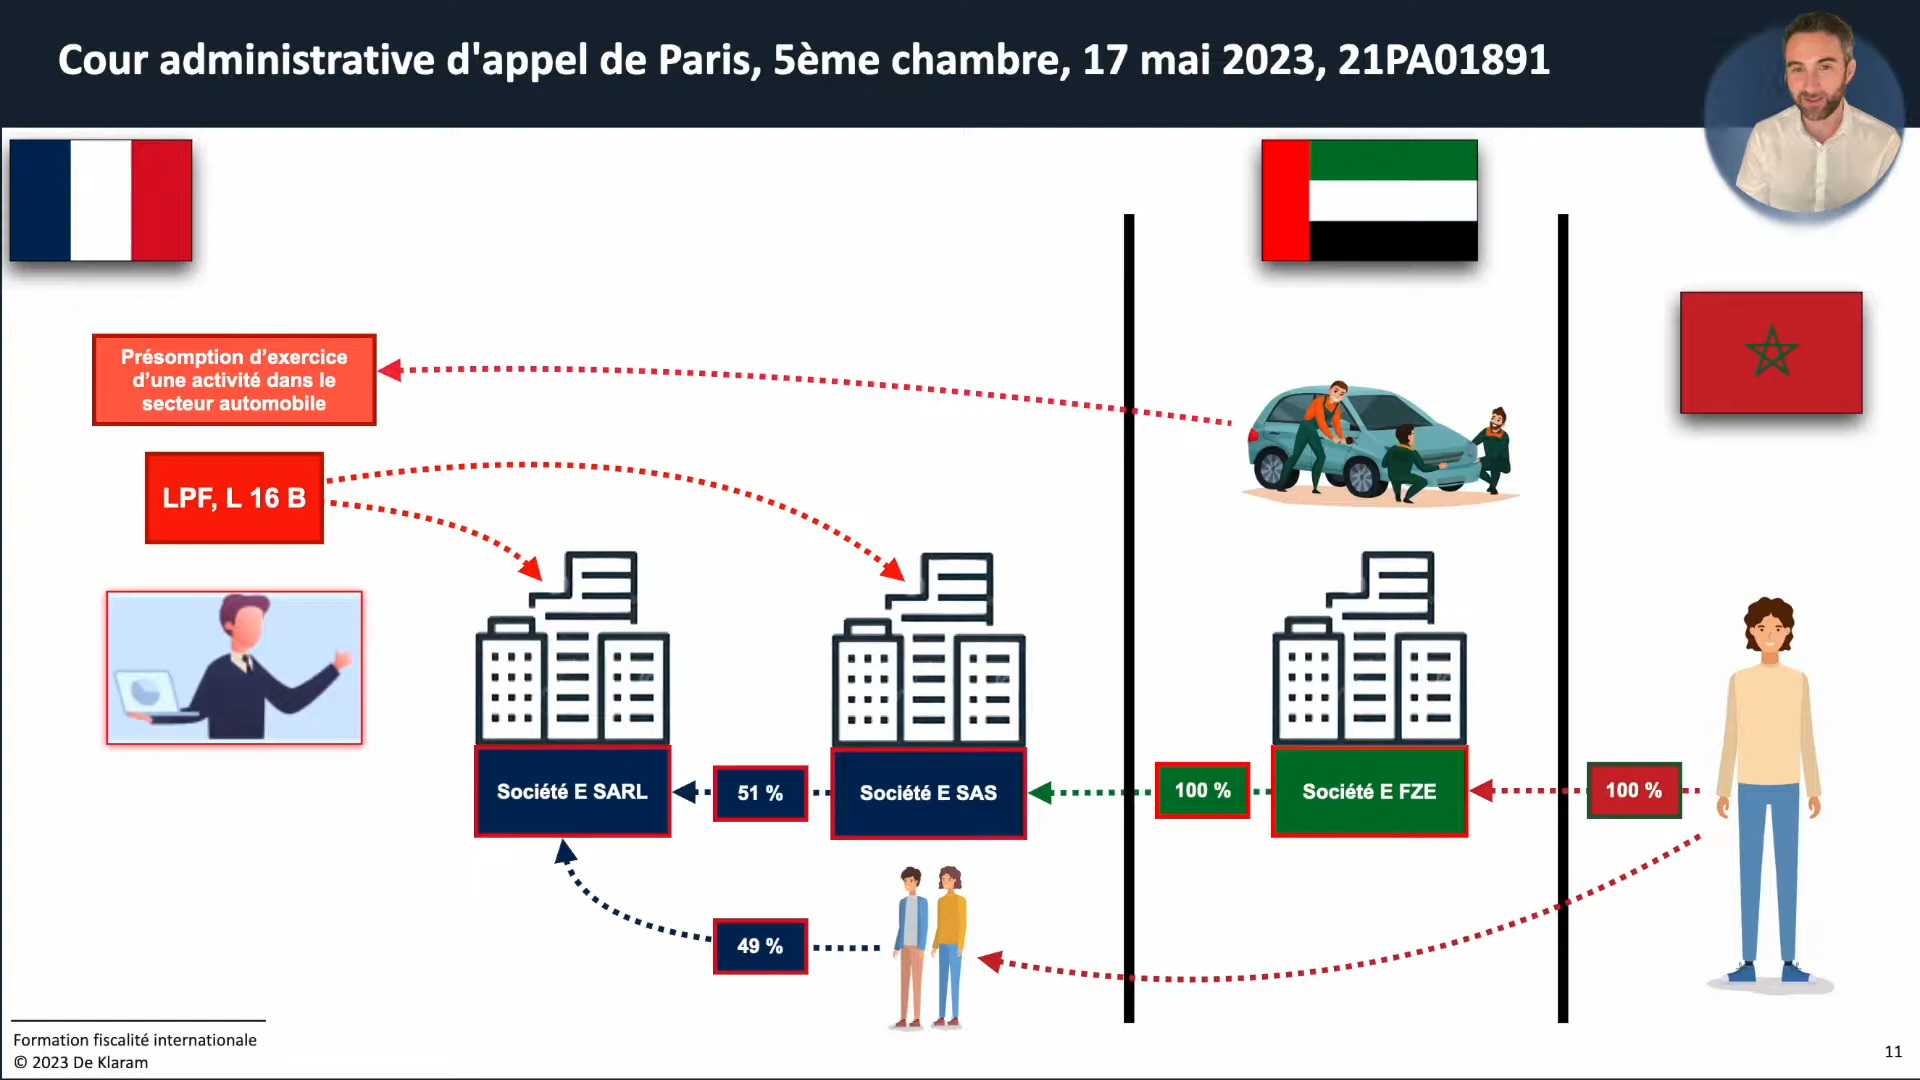 Cour administrative d'appel de Paris, 5ème chambre, 17 mai 2023, 21PA01891
Présomption d’exercice
d’une activité dans le
secteur automobile
LPF, L 16 B
Société E SARL
51 %
Société E SAS
100 %
Société E FZE
100 %
49 %
Formation fiscalité internationale
© 2023 De Klaram
11